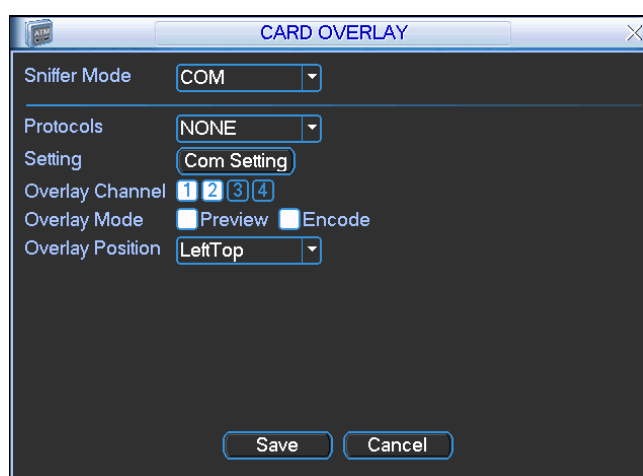 ATM
CARD OVERLAY
Sniffer Mode COM
Protocols NONE
Setting Com Setting
Overlay Channel 1 2 3 4
Overlay Mode Preview Encode
Overlay Position LeftTop
Save Cancel